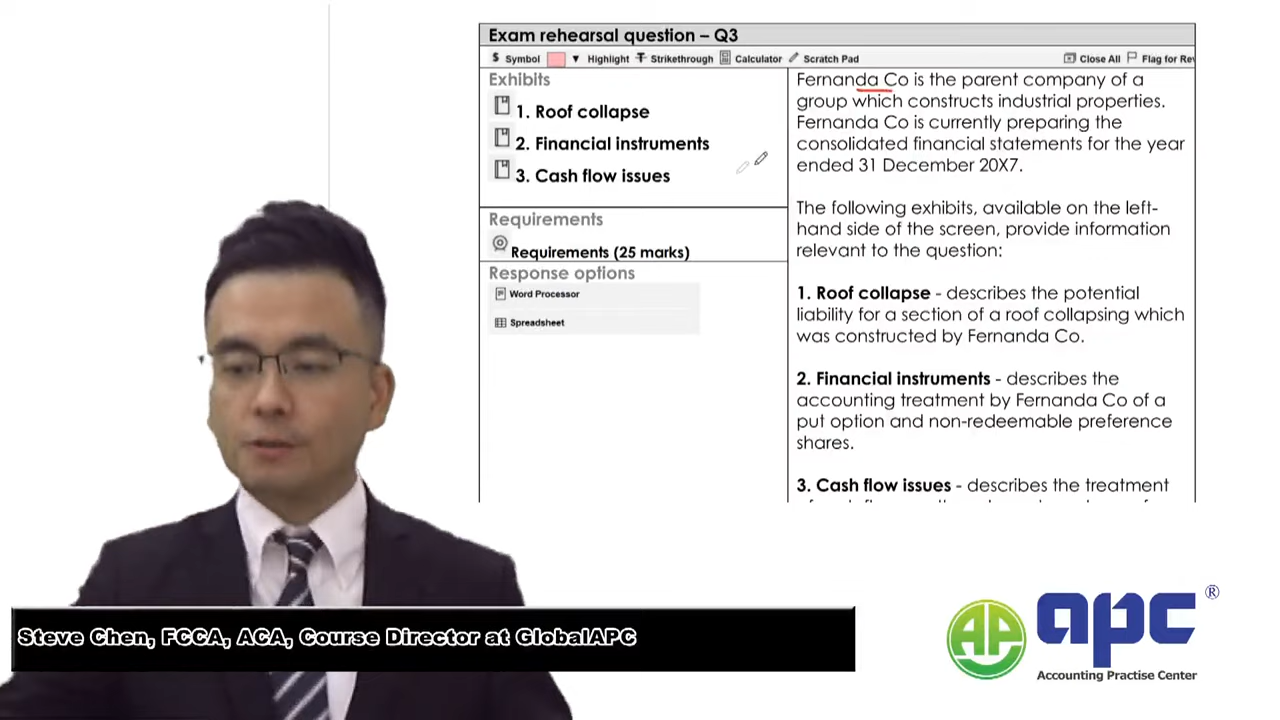 Exam rehearsal question – Q3
$ Symbol ▼ Highlight Strikethrough Calculator Scratch Pad Close All Flag for Rev
Exhibits
1. Roof collapse
2. Financial instruments
3. Cash flow issues
Requirements
Requirements (25 marks)
Response options
Word Processor
Spreadsheet
Fernanda Co is the parent company of a
group which constructs industrial properties.
Fernanda Co is currently preparing the
consolidated financial statements for the year
ended 31 December 20X7.
The following exhibits, available on the left-
hand side of the screen, provide information
relevant to the question:
1. Roof collapse - describes the potential
liability for a section of a roof collapsing which
was constructed by Fernanda Co.
2. Financial instruments - describes the
accounting treatment by Fernanda Co of a
put option and non-redeemable preference
shares.
3. Cash flow issues - describes the treatment
Steve Chen, FCCA, ACA, Course Director at GlobalAPC
AP
apc®
Accounting Practise Center